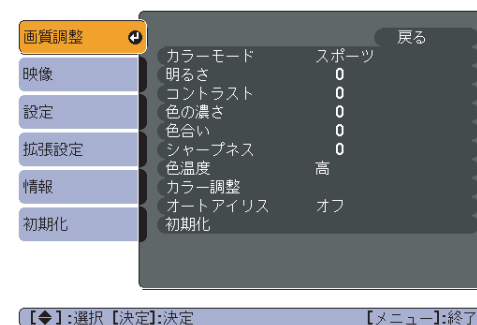 画質調整
映像
設定
拡張設定
情報
初期化
戻る
カラーモード スポーツ
明るさ 0
コントラスト 0
色の濃さ 0
色合い 0
シャープネス 0
色温度 高
カラー調整
オートアイリス オフ
初期化
【◆】:選択 【決定】:決定 【メニュー】:終了